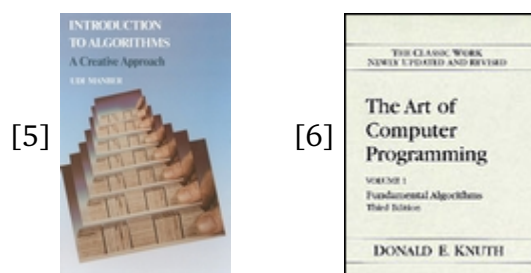 [5]
INTRODUCTION
TO ALGORITHMS
A Creative Approach
UDI MANBER
[6]
THE CLASSIC WORK
NEWLY UPDATED AND REVISED
The Art of
Computer
Programming
VOLUME 1
Fundamental Algorithms
Third Edition
DONALD E. KNUTH